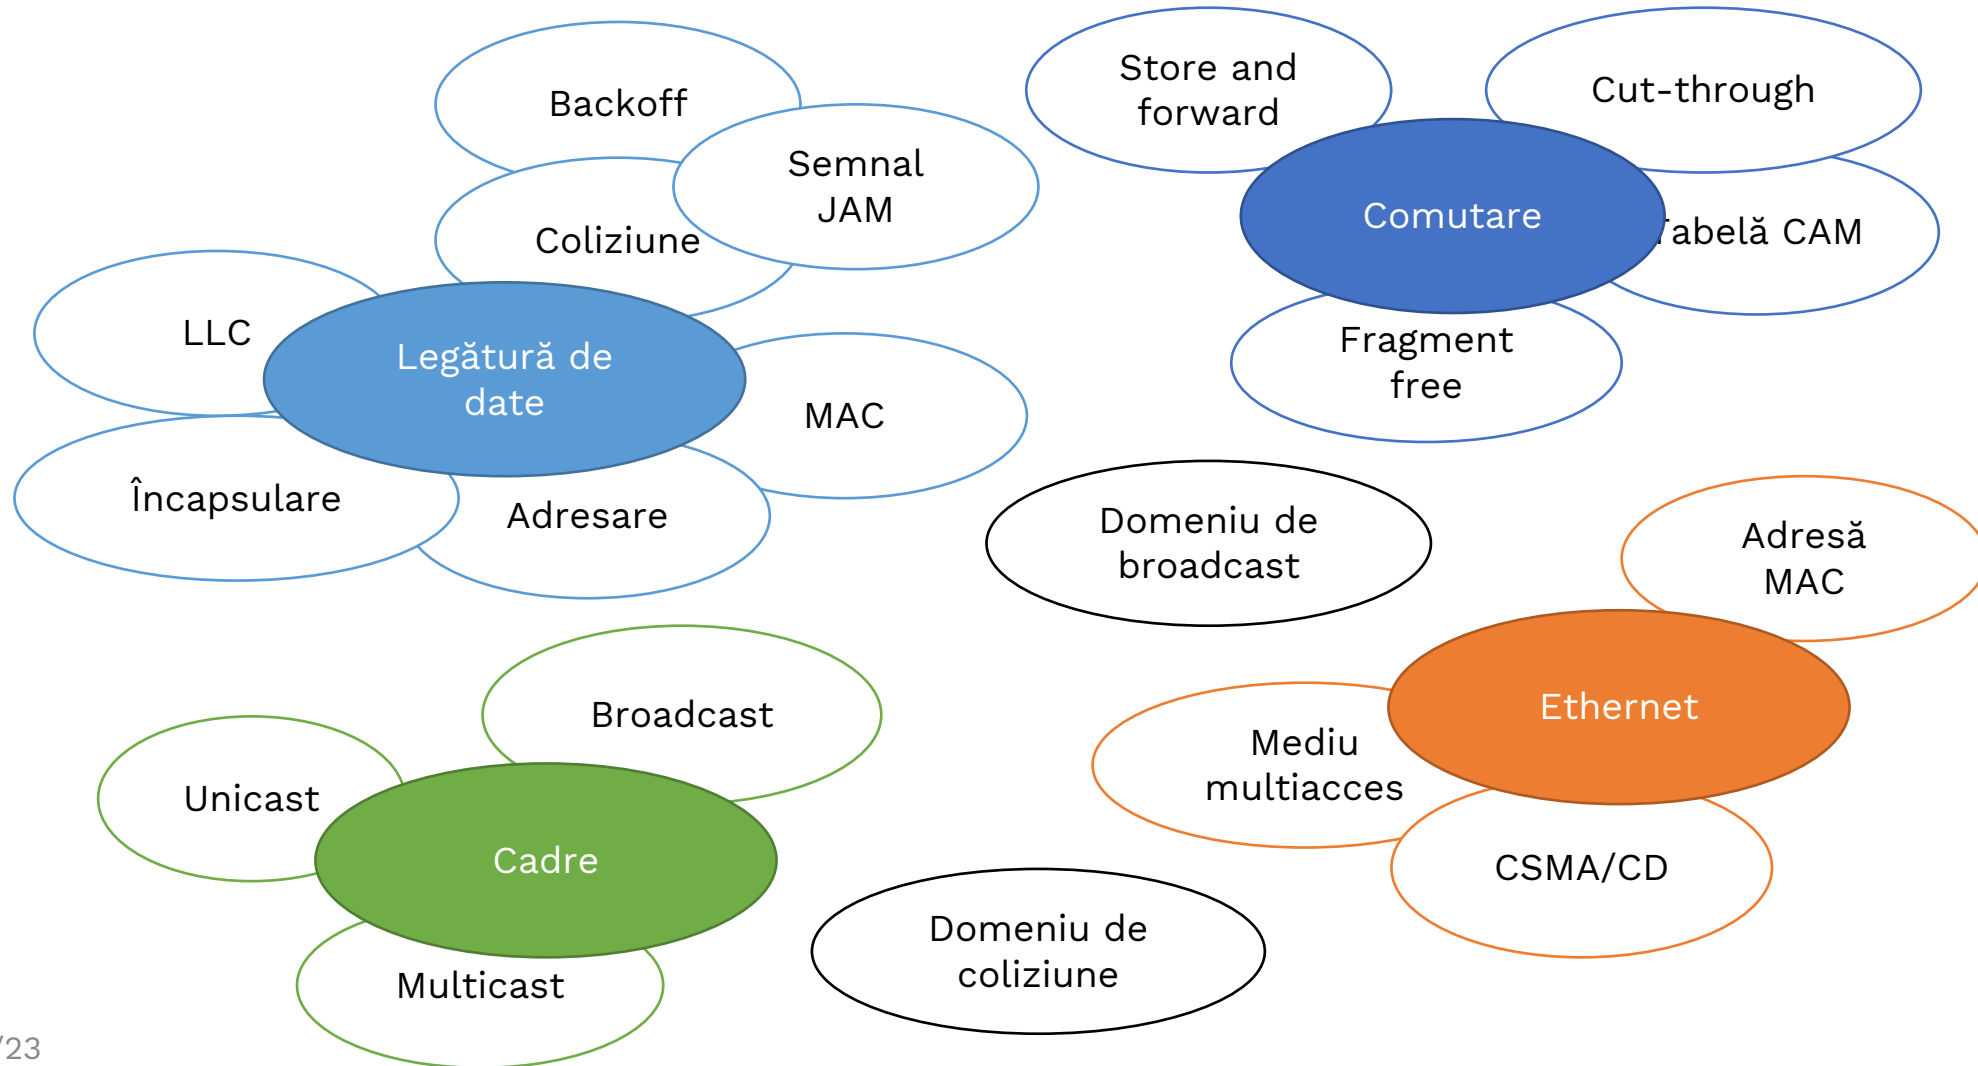 Backoff
Semnal
JAM
Coliziune
LLC
Legătură de
date
MAC
Încapsulare
Adresare
Store and
forward
Cut-through
Comutare
Tabelă CAM
Fragment
free
Domeniu de
broadcast
Adresă
MAC
Ethernet
Mediu
multiacces
CSMA/CD
Broadcast
Unicast
Cadre
Multicast
Domeniu de
coliziune
/23